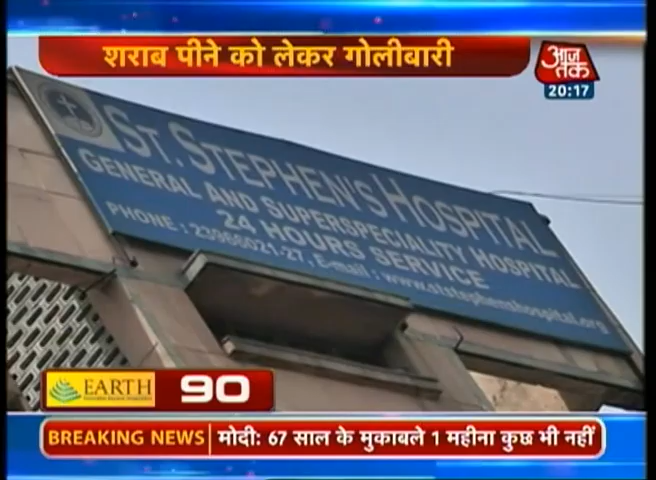 शराब पीने को लेकर गोलीबारी
आज तक
20:17
ST. STEPHEN'S HOSPITAL
GENERAL AND SUPERSPECIALITY HOSPITAL
24 HOURS SERVICE
PHONE: 23966021-27, E-mail: www.ststephenshospital.org
EARTH
90
BREAKING NEWS
मोदी: 67 साल के मुकाबले 1 महीना कुछ भी नहीं